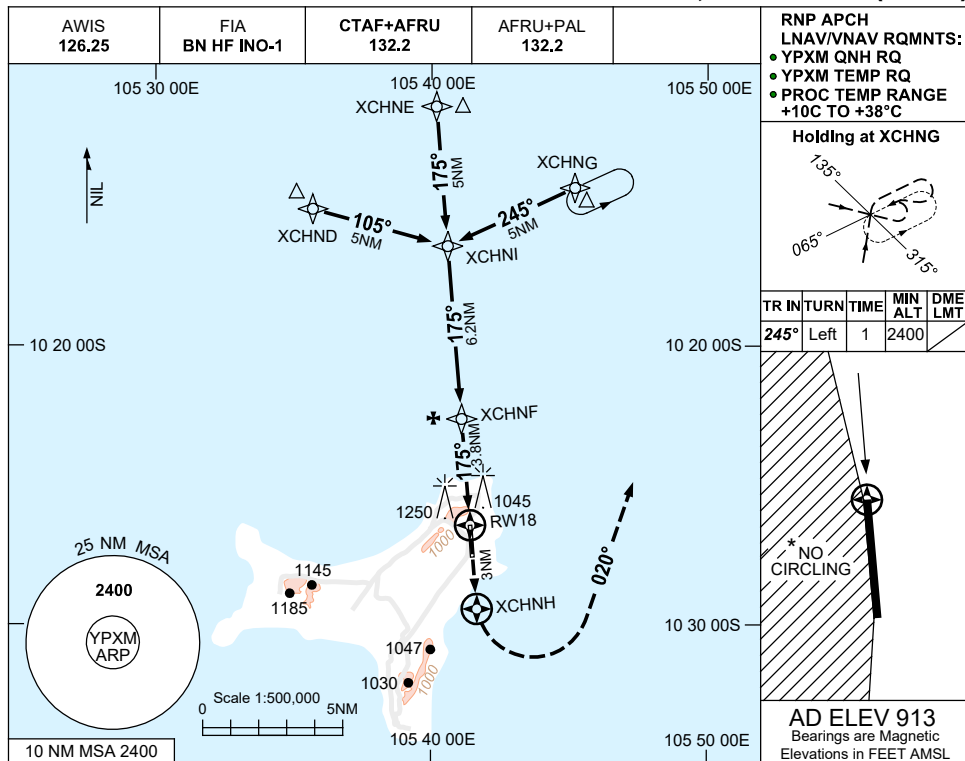 AWIS
126.25
FIA
BN HF INO-1
CTAF+AFRU
132.2
AFRU+PAL
132.2
RNP APCH
LNAV/VNAV RQMNTS:
• YPXM QNH RQ
• YPXM TEMP RQ
• PROC TEMP RANGE
+10C TO +38°C
105 30 00E
105 40 00E
105 50 00E
XCHNE
NIL
175°
5NM
XCHNG
XCHND
105°
5NM
245°
5NM
XCHNI
Holding at XCHNG
135°
065°
315°
TR IN
TURN
TIME
MIN ALT
DME LMT
245°
Left
1
2400
175°
6.2NM
10 20 00S
10 20 00S
XCHNF
175°
3.8NM
1250
1045
RW18
1000
3NM
020°
* NO
CIRCLING
25 NM MSA
2400
YPXM
ARP
1145
1185
XCHNH
10 30 00S
1047
1030
1000
Scale 1:500,000
0
5NM
10 NM MSA 2400
105 40 00E
105 50 00E
AD ELEV 913
Bearings are Magnetic
Elevations in FEET AMSL